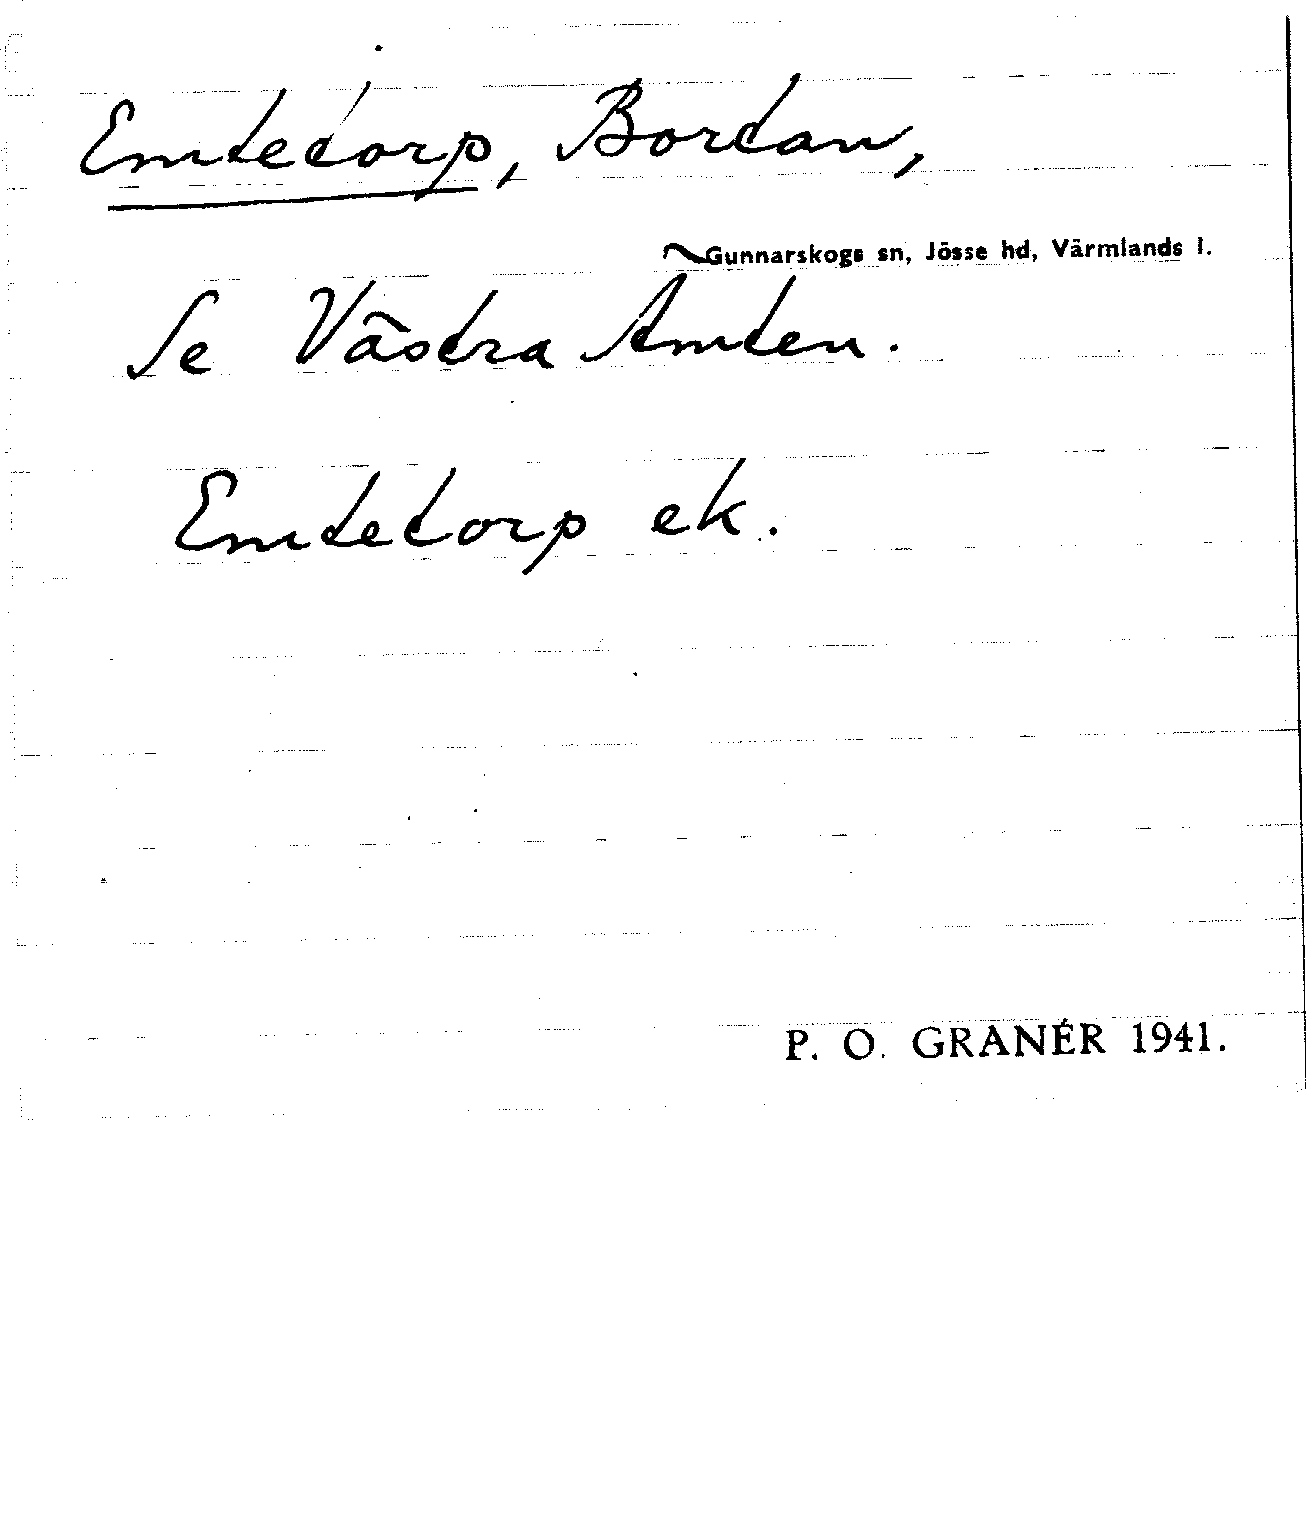 Emtetorp, Bortan,
Gunnarskogs sn, Jösse hd, Värmlands l.
Se Västra Amten.
Emtetorp ek.
P. O. GRANÉR 1941.